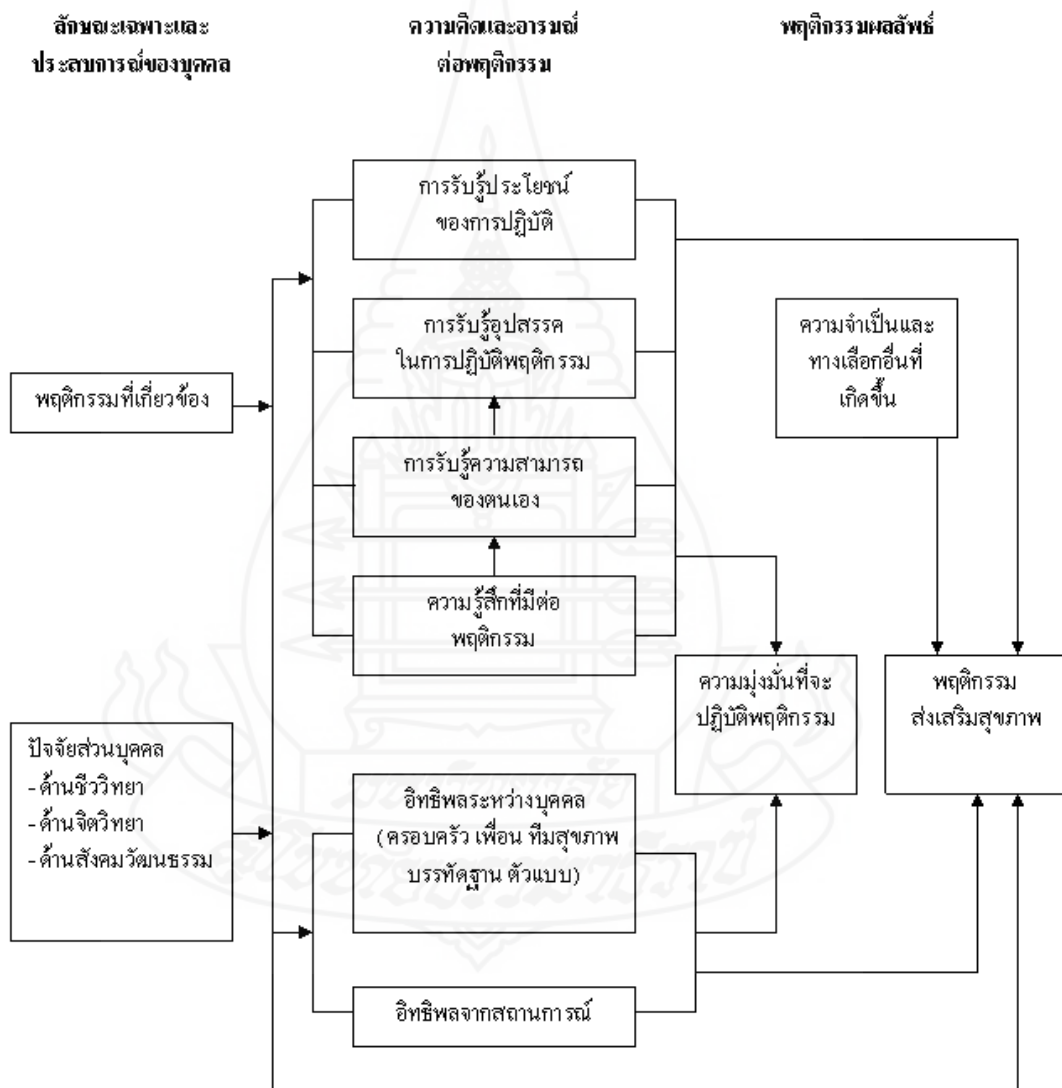 ลักษณะเฉพาะและ
ประสบการณ์ของบุคคล
ความคิดและอารมณ์
ต่อพฤติกรรม
พฤติกรรมผลลัพธ์
การรับรู้ประโยชน์
ของการปฏิบัติ
การรับรู้อุปสรรค
ในการปฏิบัติพฤติกรรม
ความจำเป็นและ
ทางเลือกอื่นที่
เกิดขึ้น
พฤติกรรมที่เกี่ยวข้อง
การรับรู้ความสามารถ
ของตนเอง
ความรู้สึกที่มีต่อ
พฤติกรรม
ความมุ่งมั่นที่จะ
ปฏิบัติพฤติกรรม
พฤติกรรม
ส่งเสริมสุขภาพ
ปัจจัยส่วนบุคคล
-ด้านชีววิทยา
-ด้านจิตวิทยา
-ด้านสังคมวัฒนธรรม
อิทธิพลระหว่างบุคคล
(ครอบครัว เพื่อน ทีมสุขภาพ
บรรทัดฐาน ตัวแบบ)
อิทธิพลจากสถานการณ์